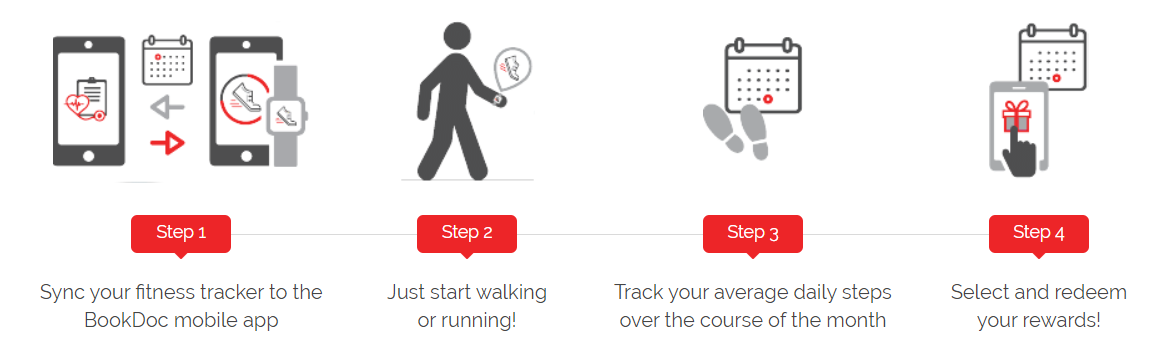 Step 1
Sync your fitness tracker to the
BookDoc mobile app
Step 2
Just start walking
or running!
Step 3
Track your average daily steps
over the course of the month
Step 4
Select and redeem
your rewards!